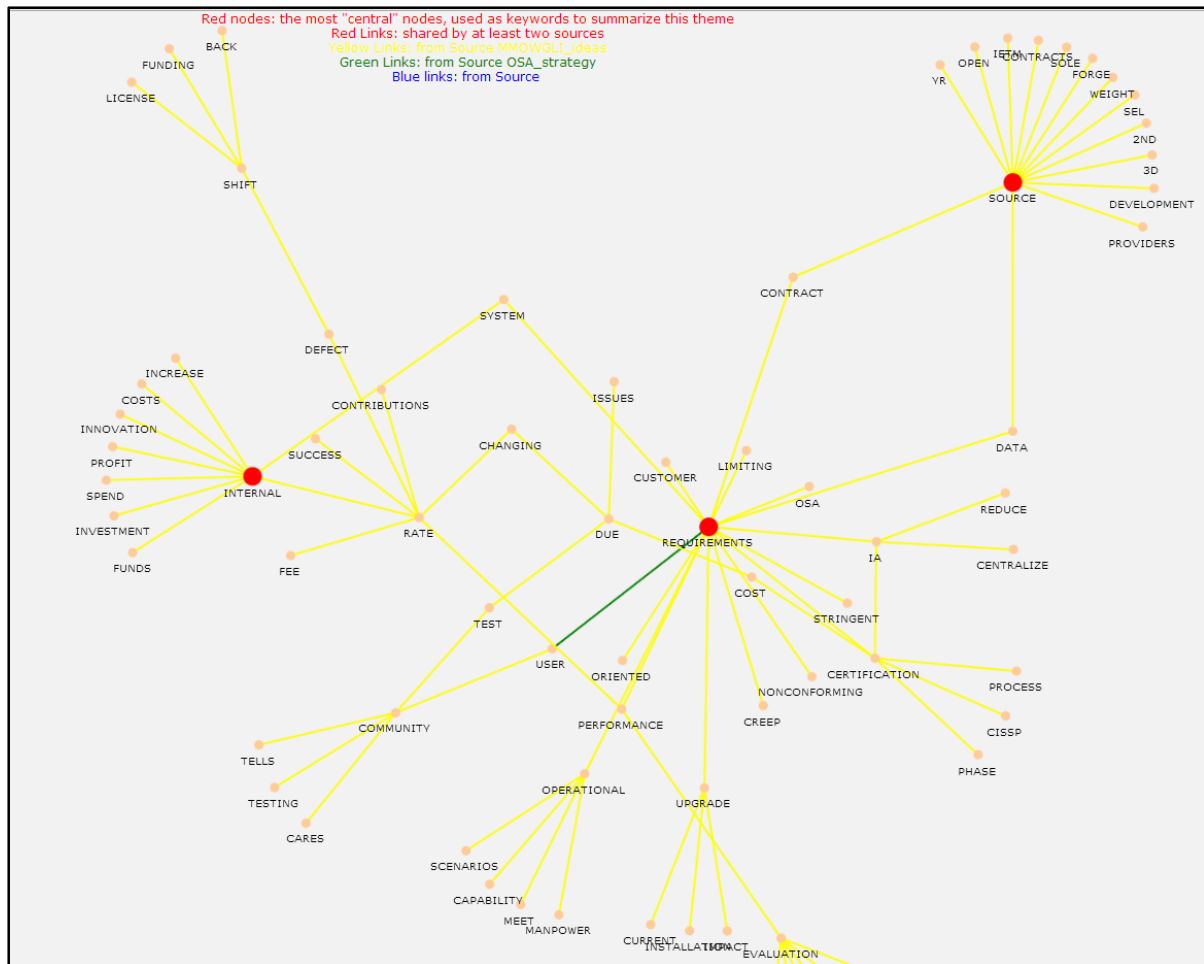 Red nodes: the most "central" nodes, used as keywords to summarize this theme
Red Links: shared by at least two sources
Yellow Links: from Source MMOWGLI_ideas
Green Links: from Source OSA_strategy
Blue links: from Source
BACK
FUNDING
LICENSE
SHIFT
IETM
CONTRACTS
OPEN
SOLE
YR
FORGE
WEIGHT
SEL
2ND
3D
DEVELOPMENT
PROVIDERS
SOURCE
CONTRACT
SYSTEM
DEFECT
INCREASE
COSTS
CONTRIBUTIONS
ISSUES
INNOVATION
PROFIT
SUCCESS
CHANGING
DATA
LIMITING
CUSTOMER
SPEND
INTERNAL
OSA
REDUCE
INVESTMENT
RATE
DUE
REQUIREMENTS
IA
FUNDS
FEE
CENTRALIZE
COST
STRINGENT
TEST
USER
ORIENTED
CERTIFICATION
PROCESS
NONCONFORMING
CREEP
CISSP
COMMUNITY
PERFORMANCE
TELLS
PHASE
OPERATIONAL
UPGRADE
TESTING
CARES
SCENARIOS
CAPABILITY
MEET
MANPOWER
CURRENT
INSTALLATION
IMPACT
EVALUATION